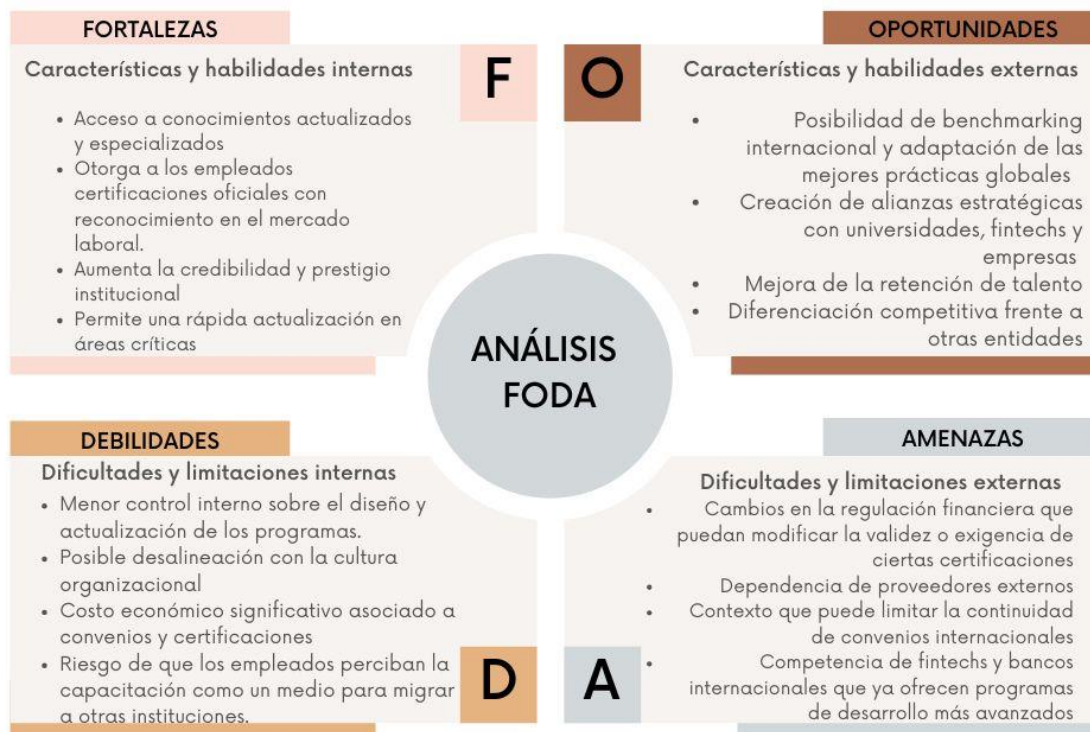 FORTALEZAS
F
Características y habilidades internas
• Acceso a conocimientos actualizados
y especializados
• Otorga a los empleados
certificaciones oficiales con
reconocimiento en el mercado
laboral.
• Aumenta la credibilidad y prestigio
institucional
• Permite una rápida actualización en
áreas críticas
OPORTUNIDADES
O
Características y habilidades externas
• Posibilidad de benchmarking
internacional y adaptación de las
mejores prácticas globales
• Creación de alianzas estratégicas
con universidades, fintechs y
empresas
• Mejora de la retención de talento
• Diferenciación competitiva frente a
otras entidades
ANÁLISIS
FODA
DEBILIDADES
Dificultades y limitaciones internas
• Menor control interno sobre el diseño y
actualización de los programas.
• Posible desalineación con la cultura
organizacional
• Costo económico significativo asociado a
convenios y certificaciones
• Riesgo de que los empleados perciban la
capacitación como un medio para migrar
a otras instituciones.
D
AMENAZAS
Dificultades y limitaciones externas
• Cambios en la regulación financiera que
puedan modificar la validez o exigencia de
ciertas certificaciones
• Dependencia de proveedores externos
• Contexto que puede limitar la continuidad
de convenios internacionales
• Competencia de fintechs y bancos
internacionales que ya ofrecen programas
de desarrollo más avanzados
A